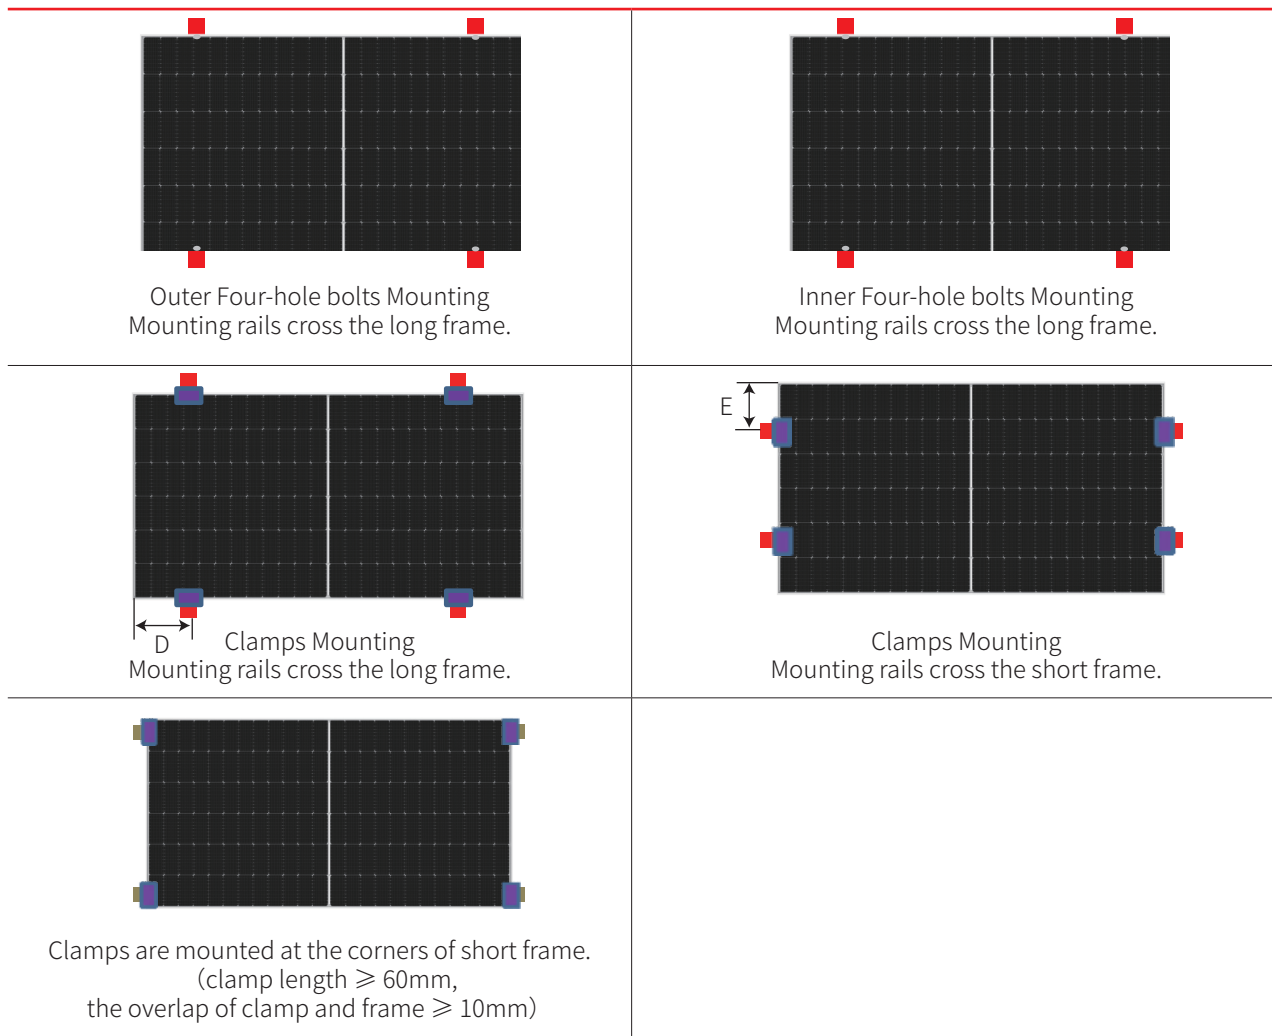 Outer Four-hole bolts Mounting
Mounting rails cross the long frame.
Inner Four-hole bolts Mounting
Mounting rails cross the long frame.
D
Clamps Mounting
Mounting rails cross the long frame.
E
Clamps Mounting
Mounting rails cross the short frame.
Clamps are mounted at the corners of short frame.
(clamp length ≥ 60mm,
the overlap of clamp and frame ≥ 10mm)